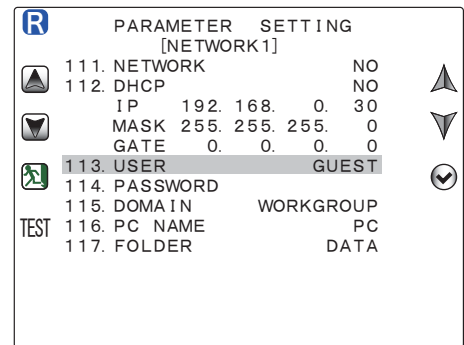 R
PARAMETER SETTING
[NETWORK1]
111. NETWORK NO
112. DHCP NO
IP 192. 168. 0. 30
MASK 255. 255. 255. 0
GATE 0. 0. 0. 0
113. USER GUEST
114. PASSWORD
115. DOMAIN WORKGROUP
TEST 116. PC NAME PC
117. FOLDER DATA